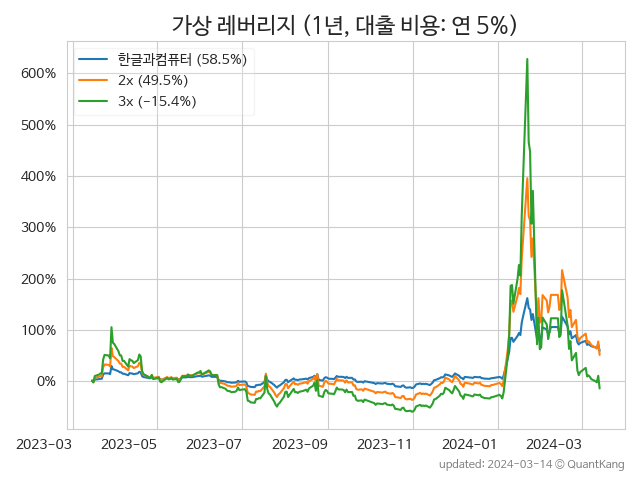 가상 레버리지 (1년, 대출 비용: 연 5%)
한글과컴퓨터 (58.5%)
2x (49.5%)
3x (−15.4%)
600%
500%
400%
300%
200%
100%
0%
2023-03 2023-05 2023-07 2023-09 2023-11 2024-01 2024-03
updated: 2024-03-14 © QuantKang